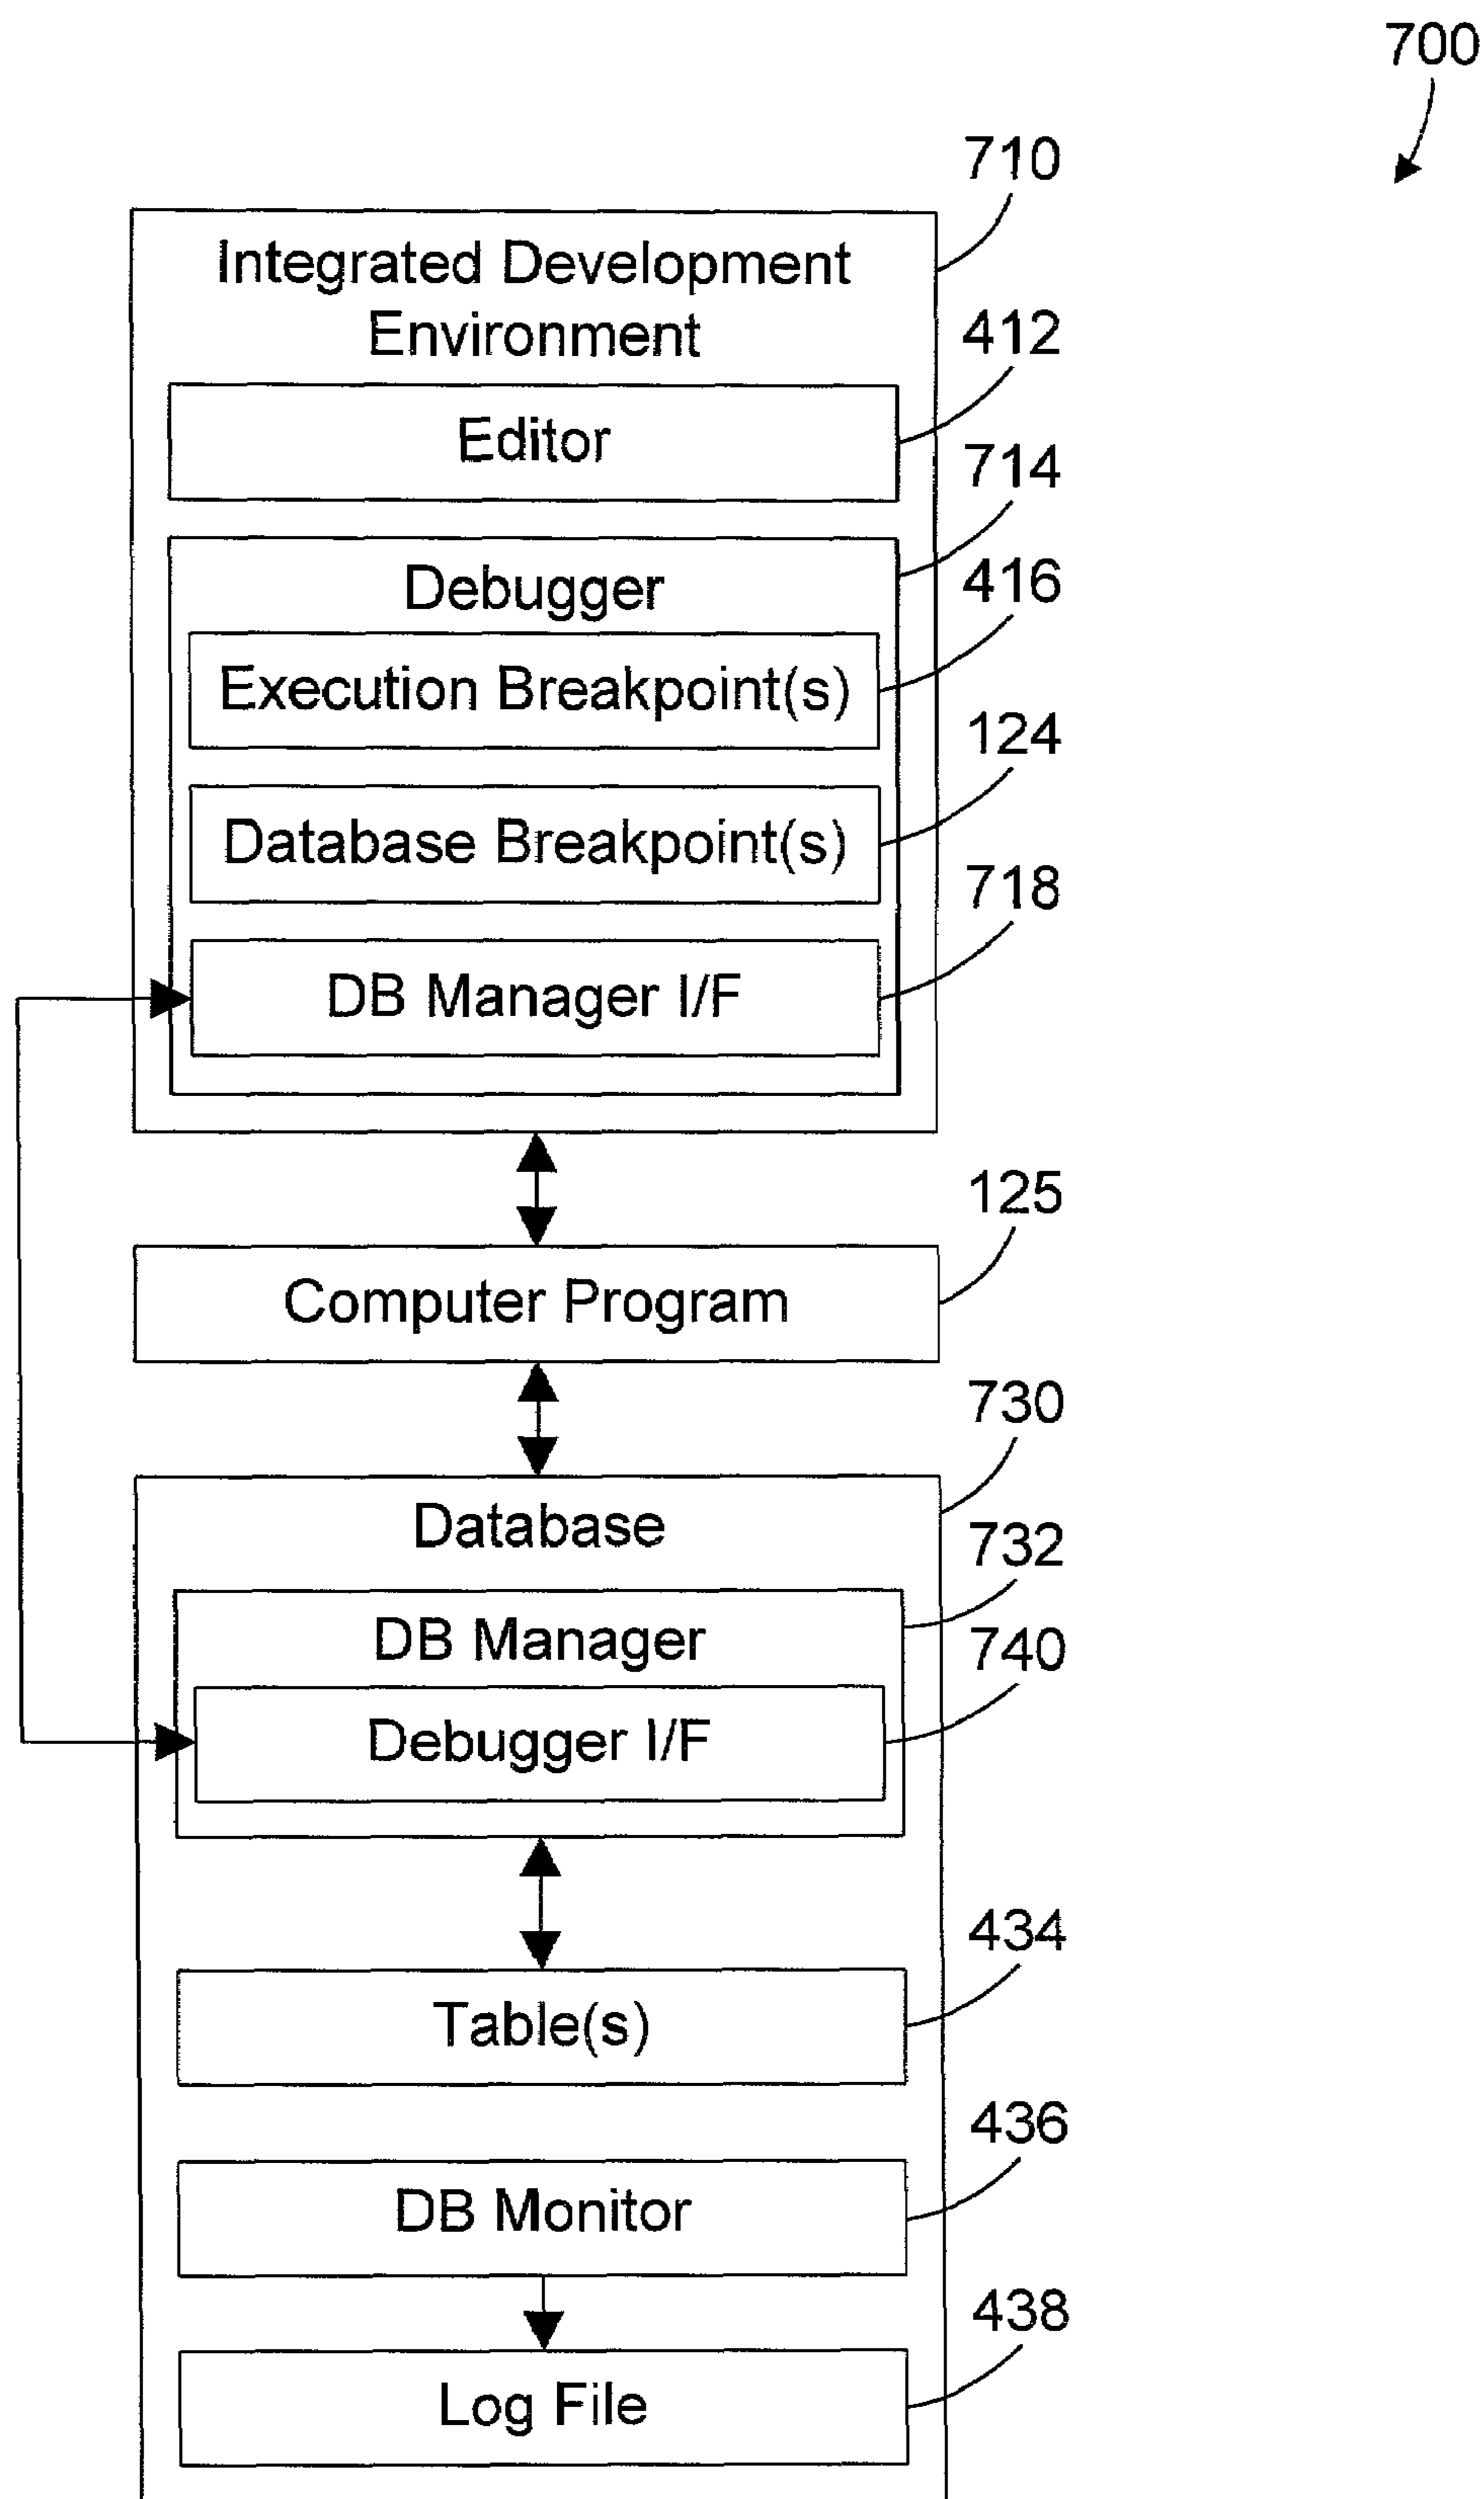 700
710
Integrated Development
Environment
412
Editor
714
Debugger
416
Execution Breakpoint(s)
124
Database Breakpoint(s)
718
DB Manager I/F
125
Computer Program
730
Database
732
DB Manager
740
Debugger I/F
434
Table(s)
436
DB Monitor
438
Log File